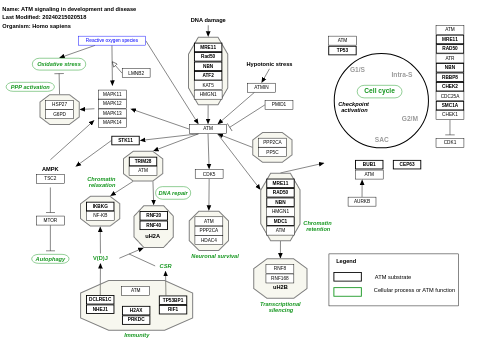 Name: ATM signaling in development and disease
Last Modified: 20240215020518
Organism: Homo sapiens
DNA damage
Reactive oxygen species
Oxidative stress
LMNB2
PPP activation
HSP27
G6PD
MAPK11
MAPK12
MAPK13
MAPK14
MRE11
Rad50
NBN
ATF2
KAT5
HMGN1
Hypotonic stress
ATMIN
PMID1
ATM
STK11
PPP2CA
PP5C
AMPK
TSC2
MTOR
Autophagy
TRIM28
ATM
Chromatin
relaxation
IKBKG
NF-KB
DNA repair
RNF20
RNF40
uH2A
CDK5
ATM
PPP2CA
HDAC4
Neuronal survival
MRE11
RAD50
NBN
HMGN1
MDC1
ATM
Chromatin
retention
RNF8
RNF168
uH2B
Transcriptional
silencing
V(D)J
CSR
ATM
DCLRE1C
NHEJ1
H2AX
PRKDC
TP53BP1
RIF1
Immunity
ATM
TP53
G1/S
Intra-S
Cell cycle
Checkpoint
activation
G2/M
SAC
ATM
MRE11
RAD50
ATR
NBN
RBBP8
CHEK2
CDC25A
SMC1A
CHEK1
CDK1
BUB1
ATM
CEP63
AURKB
Legend
ATM substrate
Cellular process or ATM function